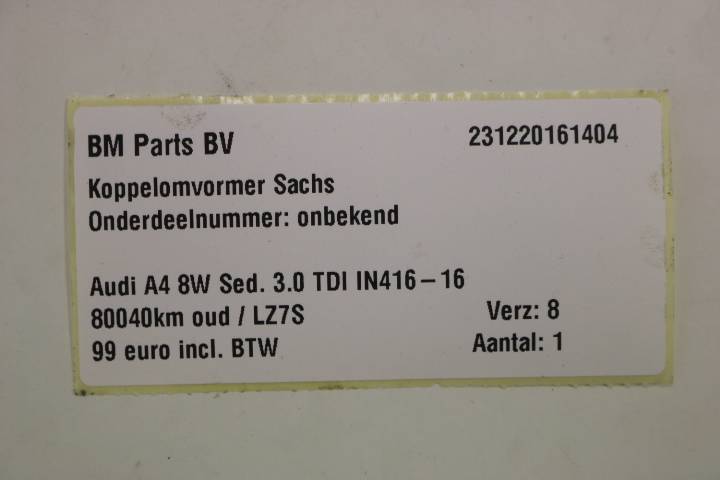 BM Parts BV 231220161404
Koppelomvormer Sachs
Onderdeelnummer: onbekend
Audi A4 8W Sed. 3.0 TDI IN416-16
80040km oud / LZ7S Verz: 8
99 euro incl. BTW Aantal: 1